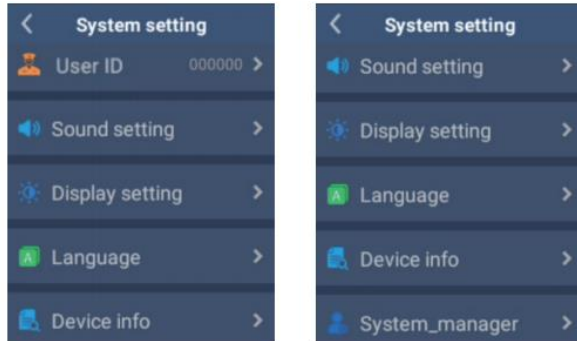 System setting
User ID 000000
Sound setting
Display setting
Language
Device info
System setting
Sound setting
Display setting
Language
Device info
System_manager